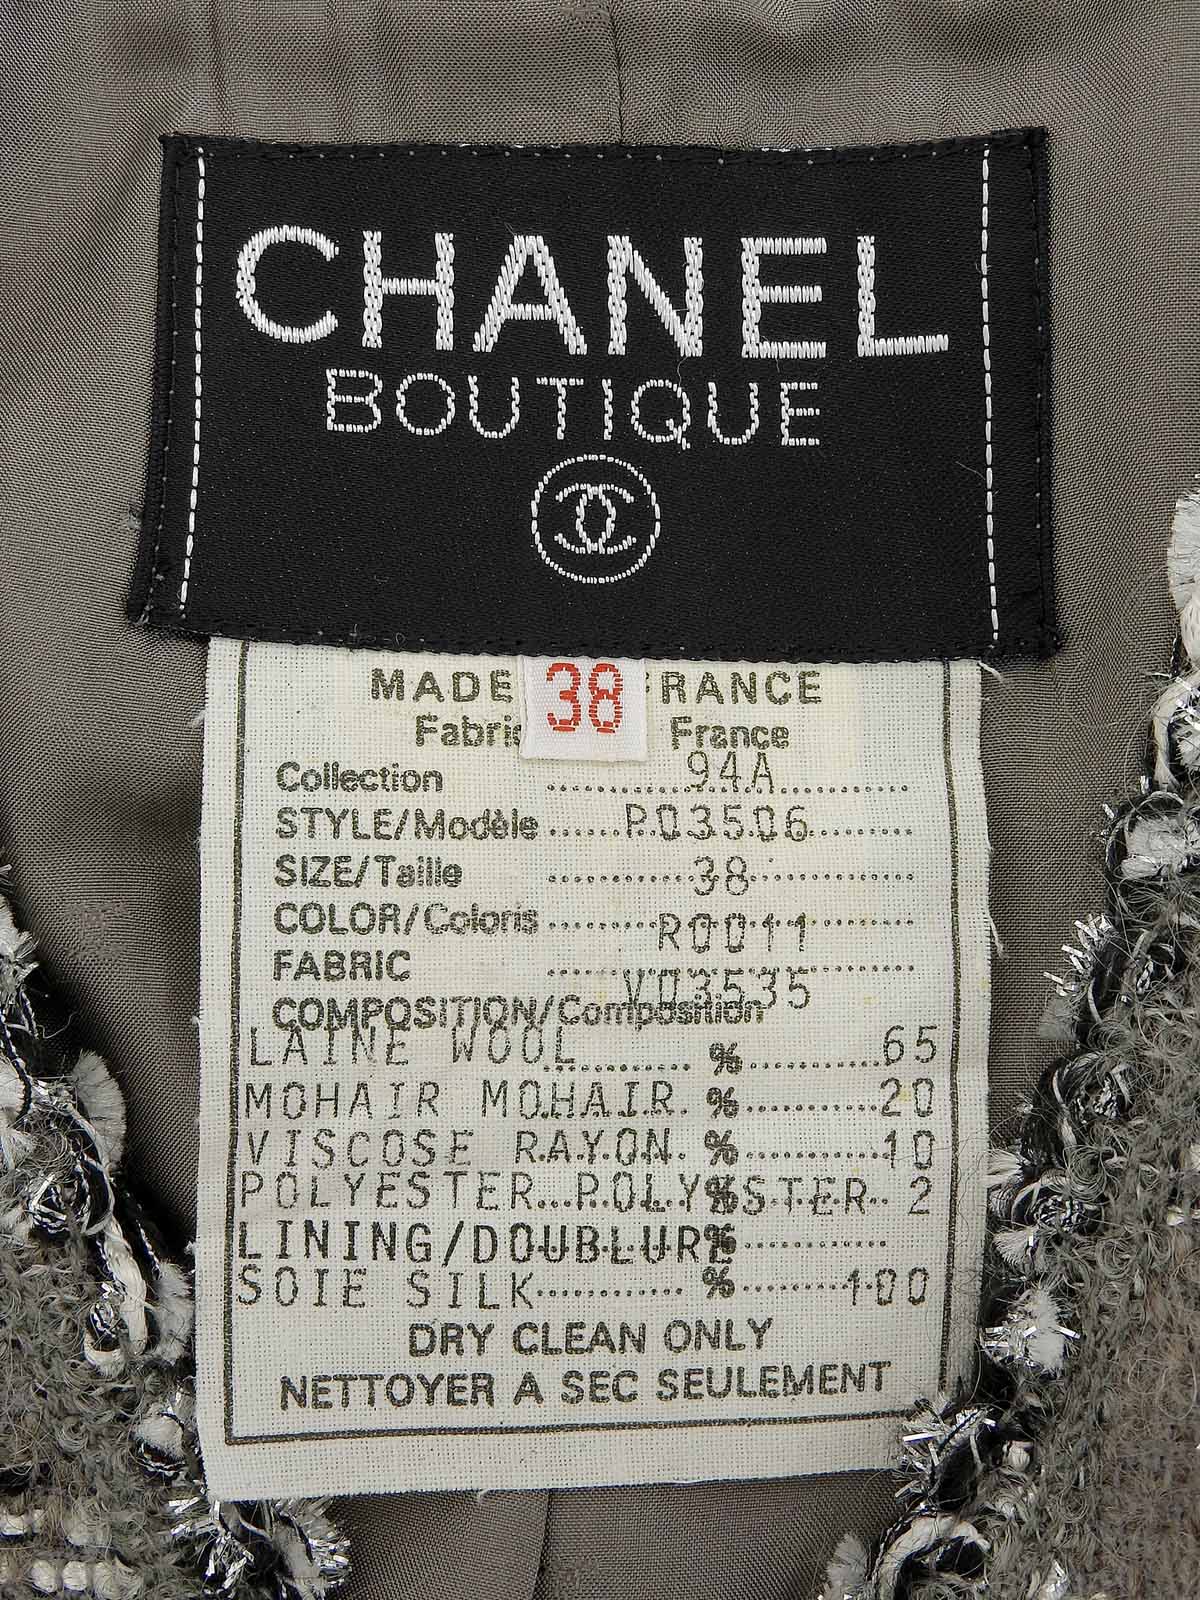 CHANEL
BOUTIQUE
MADE 38 FRANCE
Fabri France
Collection 94A
STYLE/Modèle P03506
SIZE/Taille 38
COLOR/Coloris R0011
FABRIC V03535
COMPOSITION/Composition
LAINE WOOL % 65
MOHAIR MOHAIR % 20
VISCOSE RAYON % 10
POLYESTER POLYESTER % 2
LINING/DOUBLURE %
SOIE SILK % 100
DRY CLEAN ONLY
NETTOYER A SEC SEULEMENT